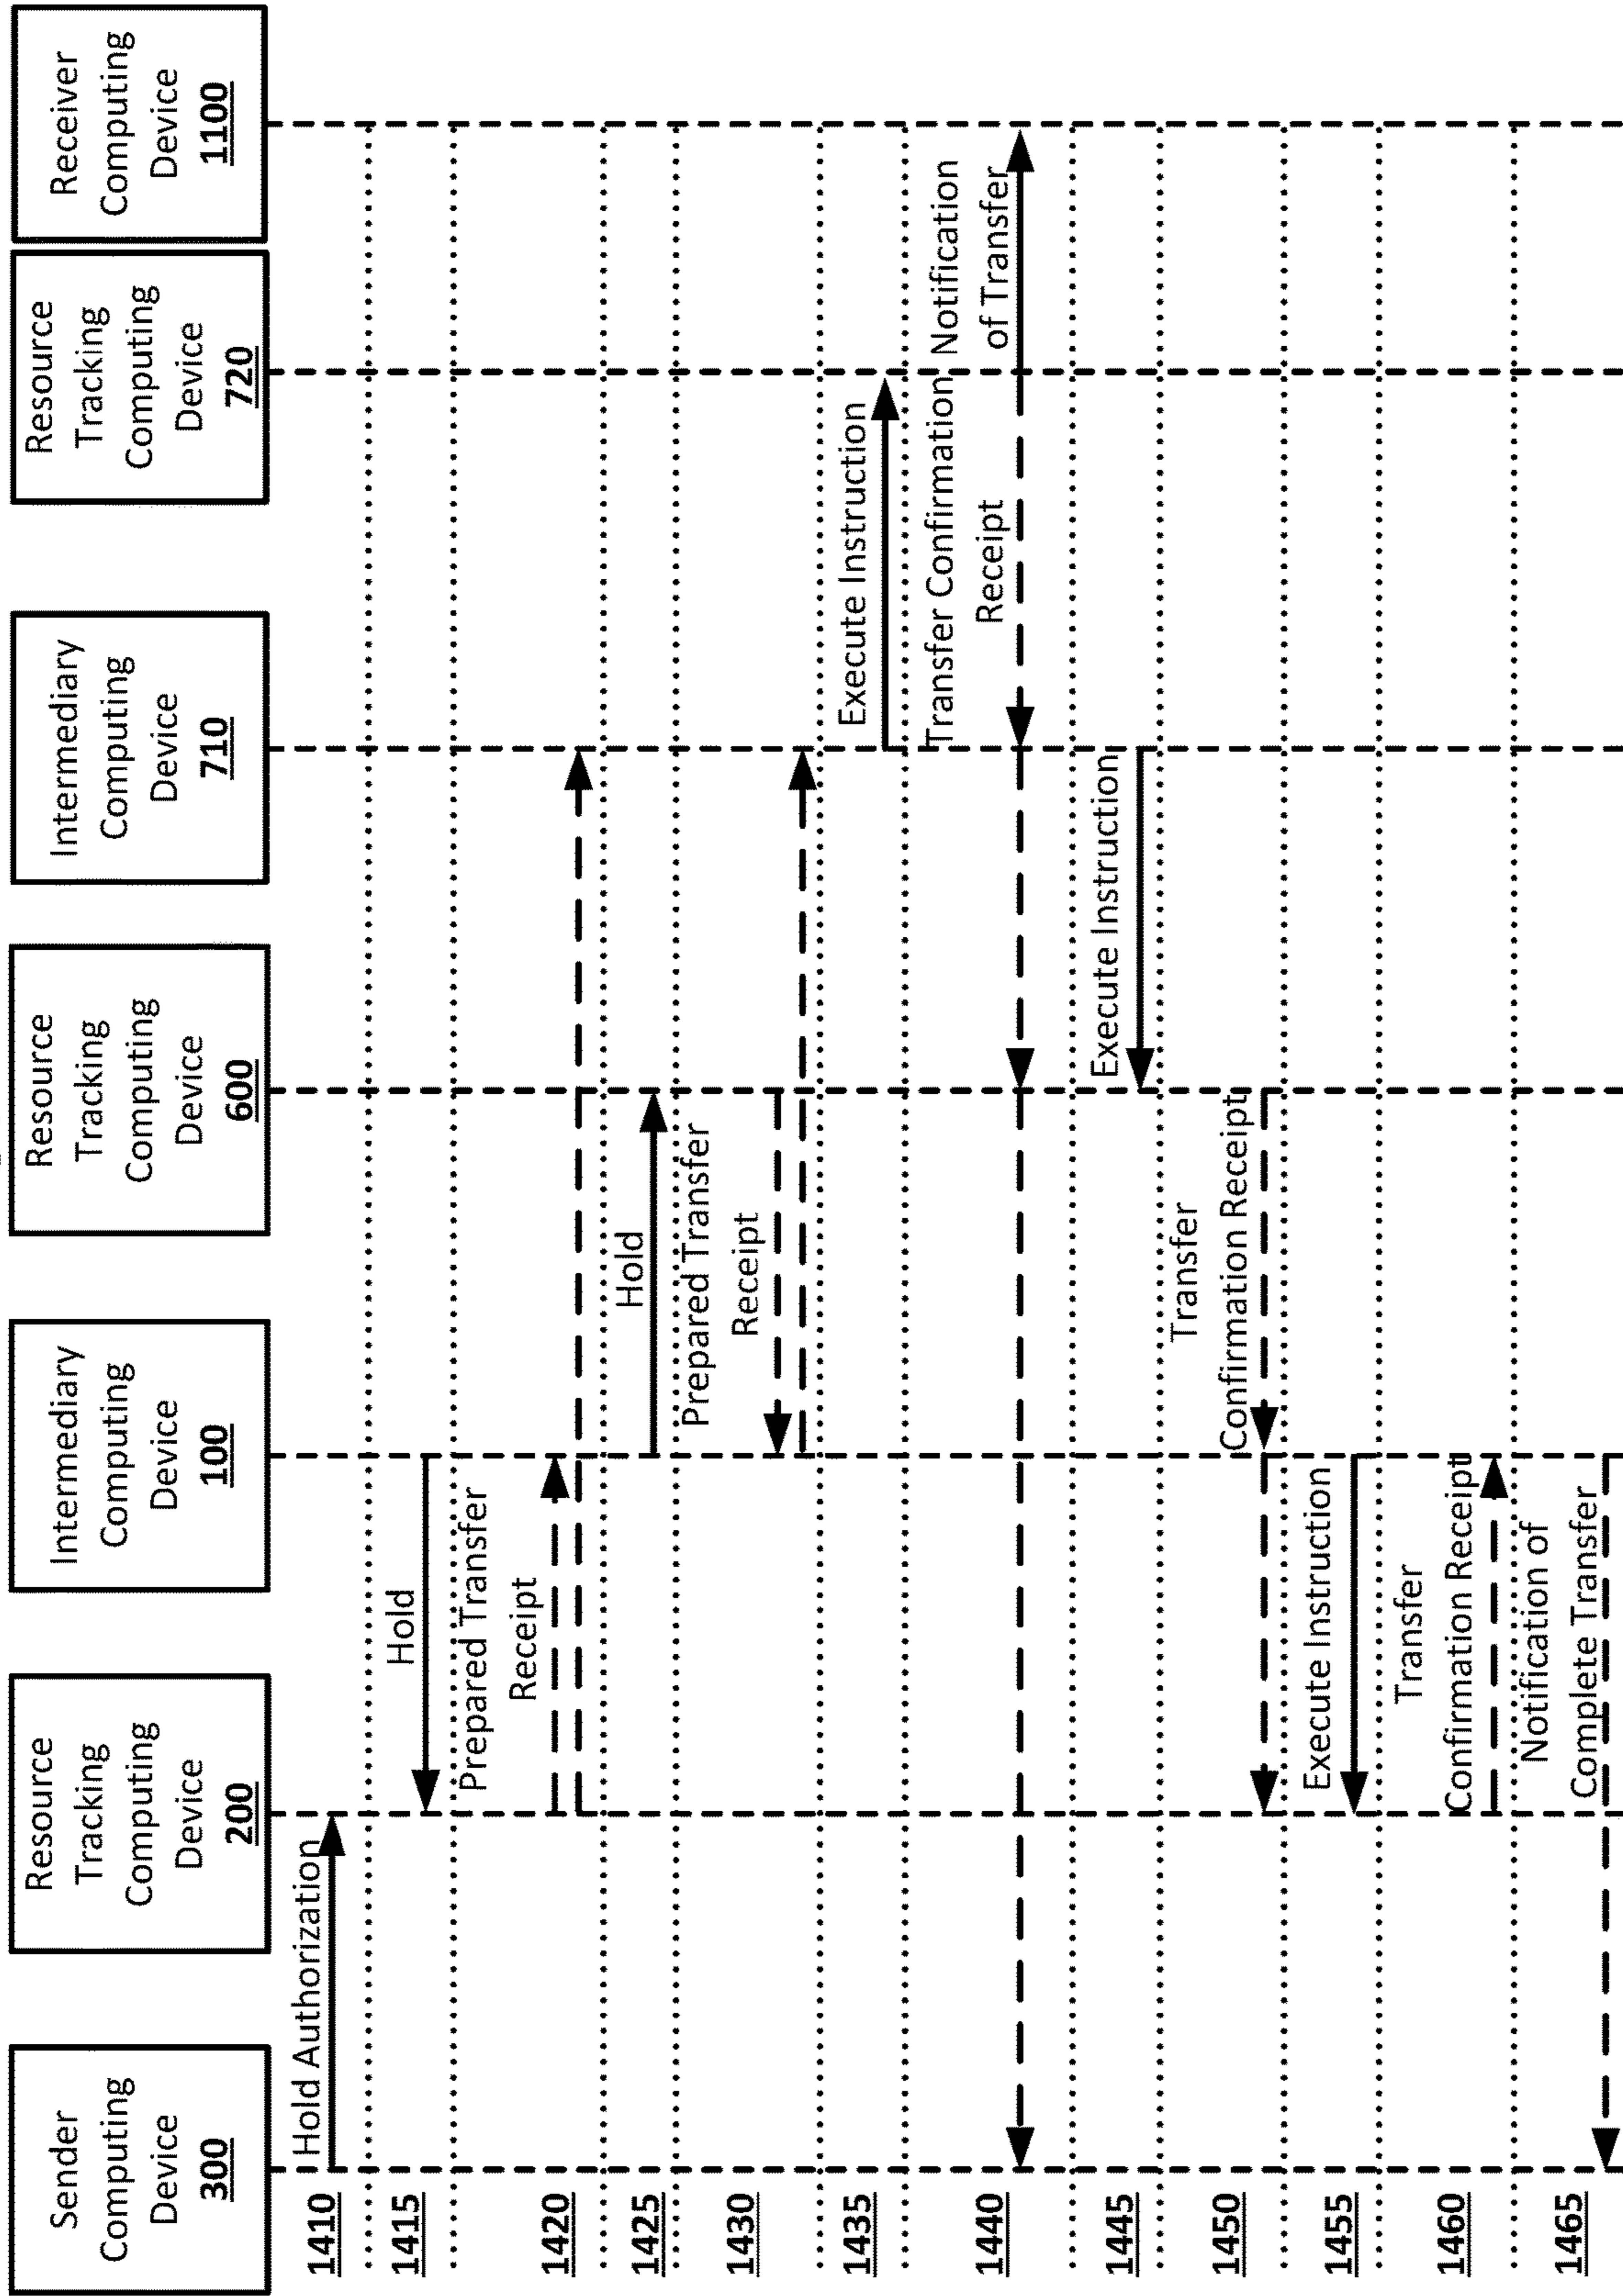 Sender
Computing
Device
300
Resource
Tracking
Computing
Device
200
Intermediary
Computing
Device
100
Resource
Tracking
Computing
Device
600
Intermediary
Computing
Device
710
Resource
Tracking
Computing
Device
720
Receiver
Computing
Device
1100
1410
Hold Authorization
1415
Hold
1420
Prepared Transfer
Receipt
1425
Hold
1430
Prepared Transfer
Receipt
1435
Execute Instruction
1440
Transfer Confirmation
Receipt
Notification
of Transfer
1445
Execute Instruction
1450
Transfer
Confirmation Receipt
1455
Execute Instruction
1460
Transfer
Confirmation Receipt
1465
Notification of
Complete Transfer